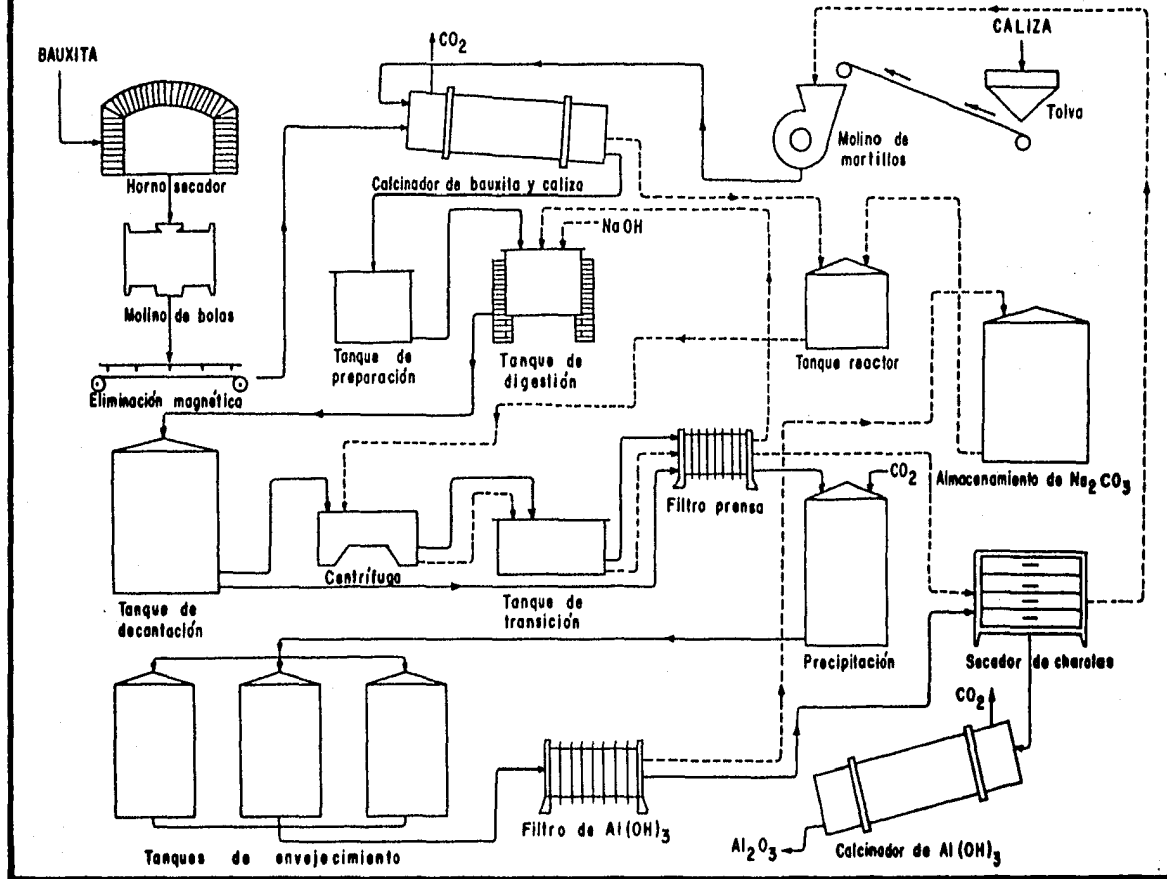 BAUXITA
CO2
CALIZA
Tolva
Molino de
martillos
Horno secador
Calcinador de bauxita y caliza
NaOH
Molino de bolas
Tanque de
preparación
Tanque de
digestión
Tanque reactor
Eliminación magnética
Filtro prensa
CO2
Almacenamiento de Na2CO3
Centrífuga
Tanque de
decantación
Tanque de
transición
Precipitación
Secador de charolas
CO2
Filtro de Al(OH)3
Tanques de envejecimiento
Al2O3
Calcinador de Al(OH)3